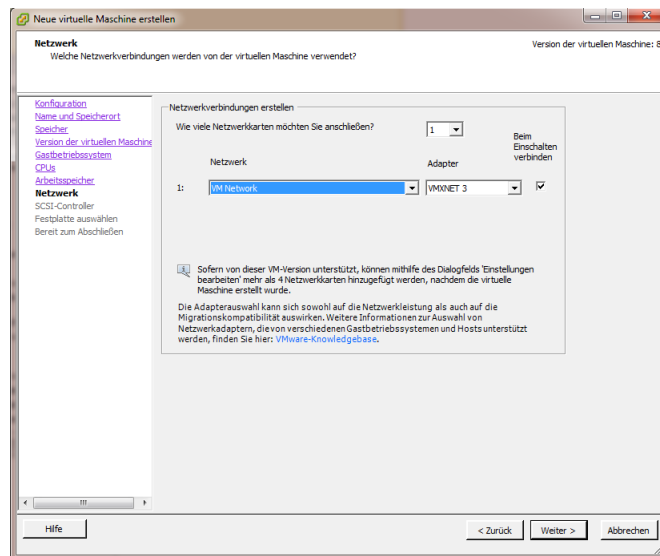 Neue virtuelle Maschine erstellen
Netzwerk
Welche Netzwerkverbindungen werden von der virtuellen Maschine verwendet?
Version der virtuellen Maschine: 8
Konfiguration
Name und Speicherort
Speicher
Version der virtuellen Maschine
Gastbetriebssystem
CPUs
Arbeitsspeicher
Netzwerk
SCSI-Controller
Festplatte auswählen
Bereit zum Abschließen
Netzwerkverbindungen erstellen
Wie viele Netzwerkkarten möchten Sie anschließen?
1
Netzwerk
Adapter
Beim
Einschalten
verbinden
1:
VM Network
VMXNET 3
Sofern von dieser VM-Version unterstützt, können mithilfe des Dialogfelds 'Einstellungen
bearbeiten' mehr als 4 Netzwerkkarten hinzugefügt werden, nachdem die virtuelle
Maschine erstellt wurde.
Die Adapterauswahl kann sich sowohl auf die Netzwerkleistung als auch auf die
Migrationskompatibilität auswirken. Weitere Informationen zur Auswahl von
Netzwerkadaptern, die von verschiedenen Gastbetriebssystemen und Hosts unterstützt
werden, finden Sie hier: VMware-Knowledgebase.
Hilfe
< Zurück
Weiter >
Abbrechen